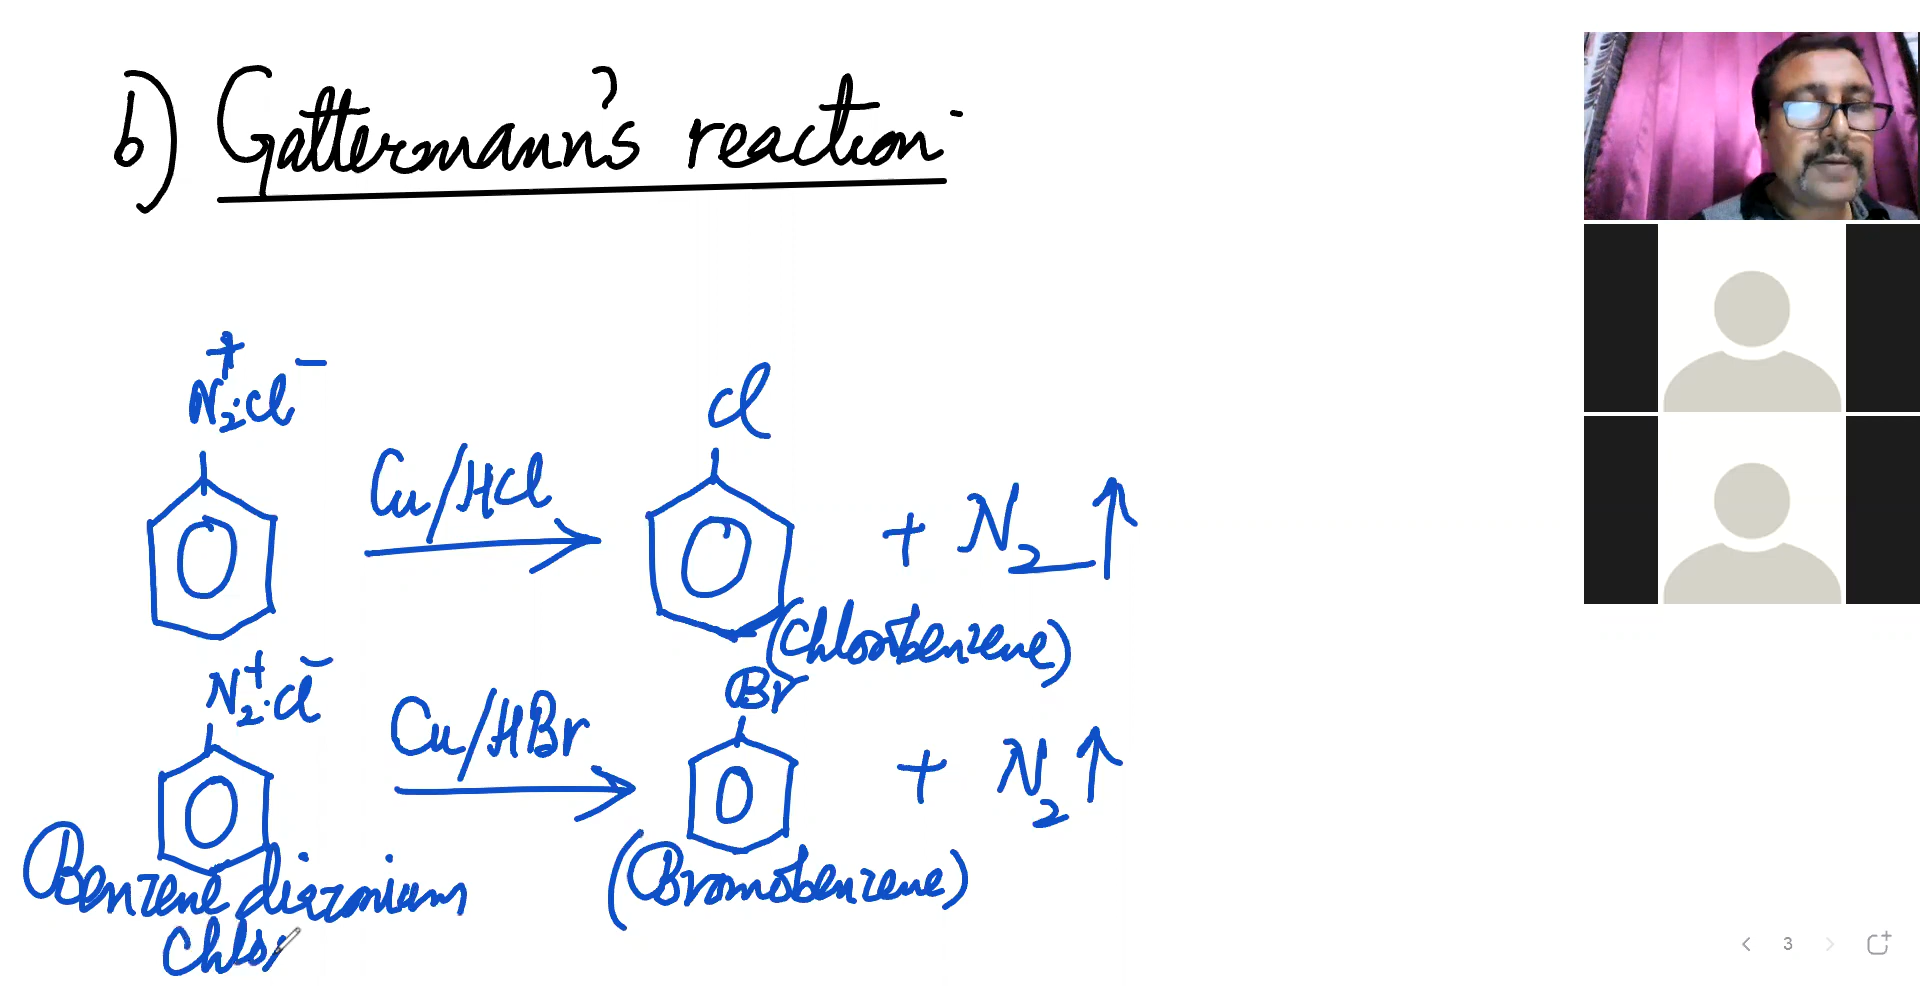 b) Gattermann's reaction -
N₂⁺.Cl⁻
Cl
Cu/HCl
+ N₂ ↑
(Chlorobenzene)
N₂⁺.Cl⁻
Br
Cu/HBr
+ N₂ ↑
(Bromobenzene)
Benzene diazonium
Chlor
3